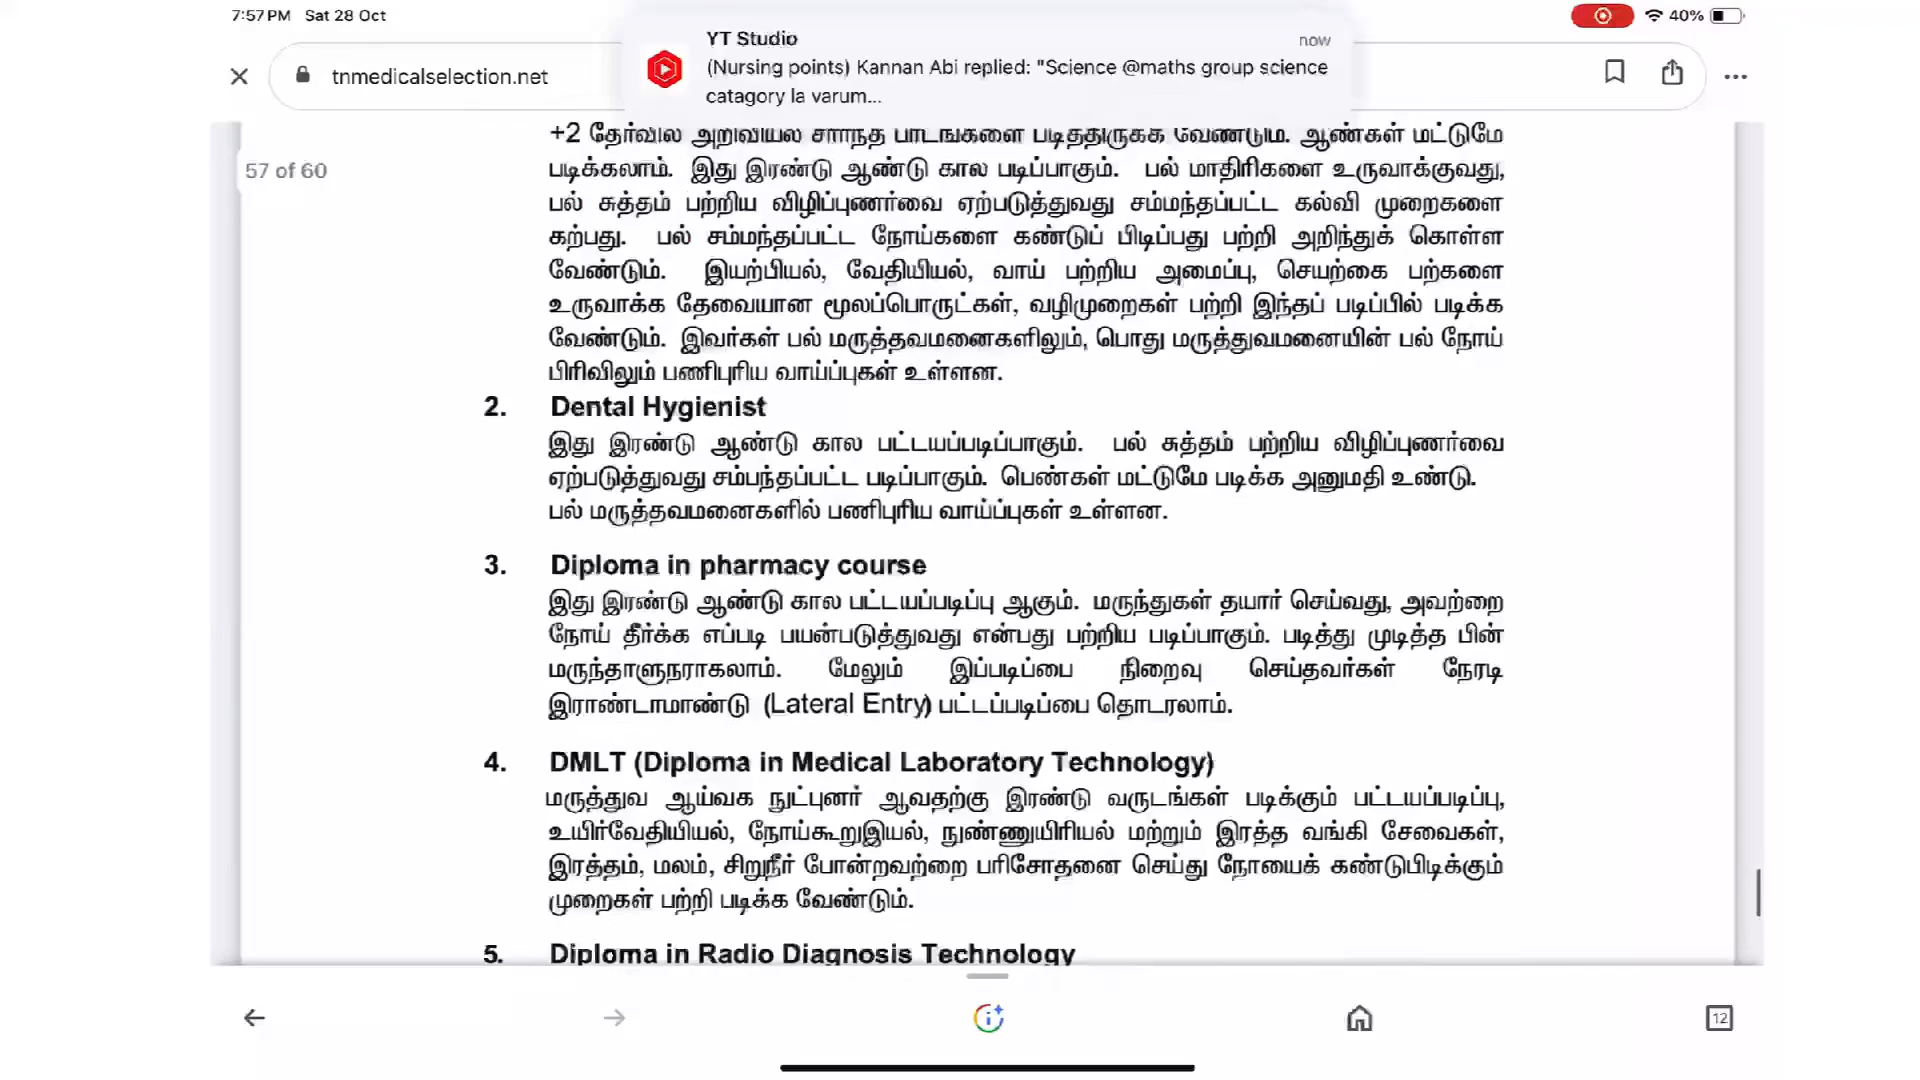 7:57 PM Sat 28 Oct
40%
YT Studio
now
(Nursing points) Kannan Abi replied: "Science @maths group science
catagory la varum...
tnmedicalselection.net
57 of 60
+2 தேர்வில் அறிவியல் சார்ந்த பாடங்களை படித்திருக்க வேண்டும். ஆண்கள் மட்டுமே
படிக்கலாம். இது இரண்டு ஆண்டு கால படிப்பாகும். பல் மாதிரிகளை உருவாக்குவது,
பல் சுத்தம் பற்றிய விழிப்புணர்வை ஏற்படுத்துவது சம்மந்தப்பட்ட கல்வி முறைகளை
கற்பது. பல் சம்மந்தப்பட்ட நோய்களை கண்டுப் பிடிப்பது பற்றி அறிந்துக் கொள்ள
வேண்டும். இயற்பியல், வேதியியல், வாய் பற்றிய அமைப்பு, செயற்கை பற்களை
உருவாக்க தேவையான மூலப்பொருட்கள், வழிமுறைகள் பற்றி இந்தப் படிப்பில் படிக்க
வேண்டும். இவர்கள் பல் மருத்தவமனைகளிலும், பொது மருத்துவமனையின் பல் நோய்
பிரிவிலும் பணிபுரிய வாய்ப்புகள் உள்ளன.
2. Dental Hygienist
இது இரண்டு ஆண்டு கால பட்டயப்படிப்பாகும். பல் சுத்தம் பற்றிய விழிப்புணர்வை
ஏற்படுத்துவது சம்பந்தப்பட்ட படிப்பாகும். பெண்கள் மட்டுமே படிக்க அனுமதி உண்டு.
பல் மருத்தவமனைகளில் பணிபுரிய வாய்ப்புகள் உள்ளன.
3. Diploma in pharmacy course
இது இரண்டு ஆண்டு கால பட்டயப்படிப்பு ஆகும். மருந்துகள் தயார் செய்வது, அவற்றை
நோய் தீர்க்க எப்படி பயன்படுத்துவது என்பது பற்றிய படிப்பாகும். படித்து முடித்த பின்
மருந்தாளுநராகலாம். மேலும் இப்படிப்பை நிறைவு செய்தவர்கள் நேரடி
இராண்டாமாண்டு (Lateral Entry) பட்டப்படிப்பை தொடரலாம்.
4. DMLT (Diploma in Medical Laboratory Technology)
மருத்துவ ஆய்வக நுட்புனர் ஆவதற்கு இரண்டு வருடங்கள் படிக்கும் பட்டயப்படிப்பு,
உயிர்வேதியியல், நோய்கூறுஇயல், நுண்ணுயிரியல் மற்றும் இரத்த வங்கி சேவைகள்,
இரத்தம், மலம், சிறுநீர் போன்றவற்றை பரிசோதனை செய்து நோயைக் கண்டுபிடிக்கும்
முறைகள் பற்றி படிக்க வேண்டும்.
5. Diploma in Radio Diagnosis Technology
12